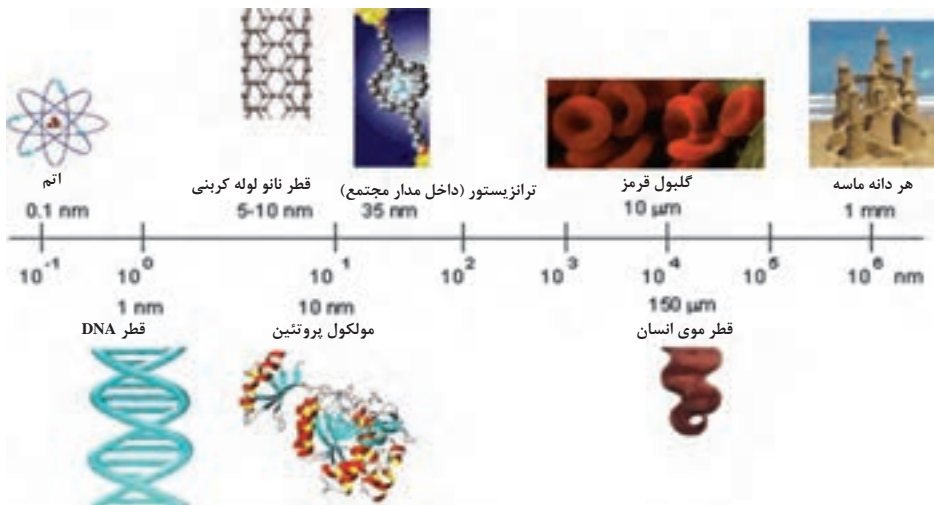 اتم
0.1 nm
قطر نانو لوله کربنی
5-10 nm
ترانزیستور (داخل مدار مجتمع)
35 nm
گلبول قرمز
10 µm
هر دانه ماسه
1 mm
10⁻¹ 10⁰ 10¹ 10² 10³ 10⁴ 10⁵ 10⁶ nm
1 nm
قطر DNA
10 nm
مولکول پروتئین
150 µm
قطر موی انسان